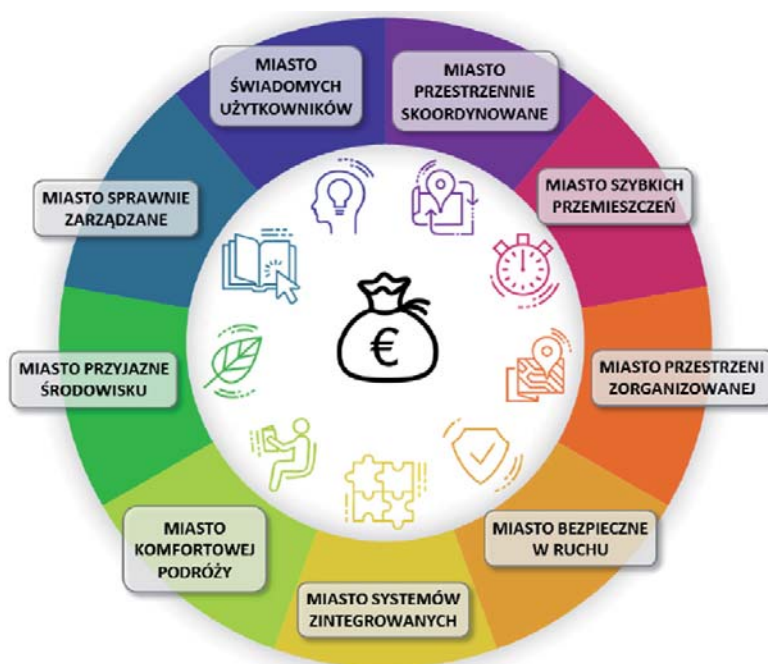 MIASTO
ŚWIADOMYCH
UŻYTKOWNIKÓW
MIASTO
PRZESTRZENNIE
SKOORDYNOWANE
MIASTO SZYBKICH
PRZEMIESZCZEŃ
MIASTO PRZESTRZENI
ZORGANIZOWANEJ
MIASTO BEZPIECZNE
W RUCHU
MIASTO SYSTEMÓW
ZINTEGROWANYCH
MIASTO
KOMFORTOWEJ
PODRÓŻY
MIASTO PRZYJAZNE
ŚRODOWISKU
MIASTO SPRAWNIE
ZARZĄDZANE
€